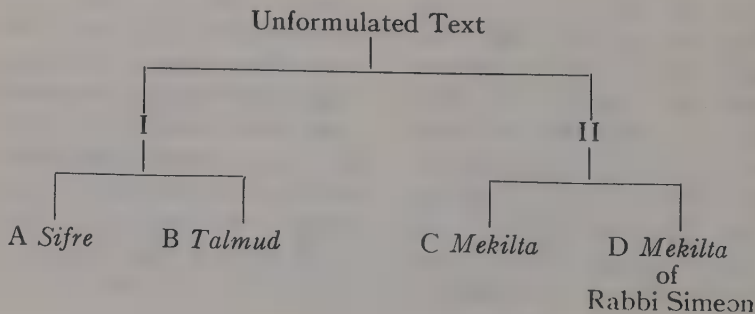 Unformulated Text
I
II
A Sifre
B Talmud
C Mekilta
D Mekilta
of
Rabbi Simeon